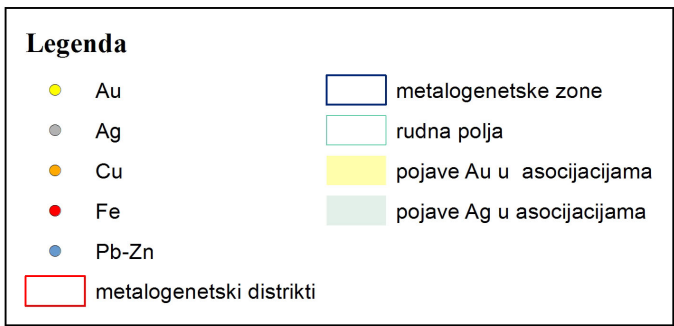 Legenda
Au
Ag
Cu
Fe
Pb-Zn
metalogenetski distrikti
metalogenetske zone
rudna polja
pojave Au u asocijacijama
pojave Ag u asocijacijama